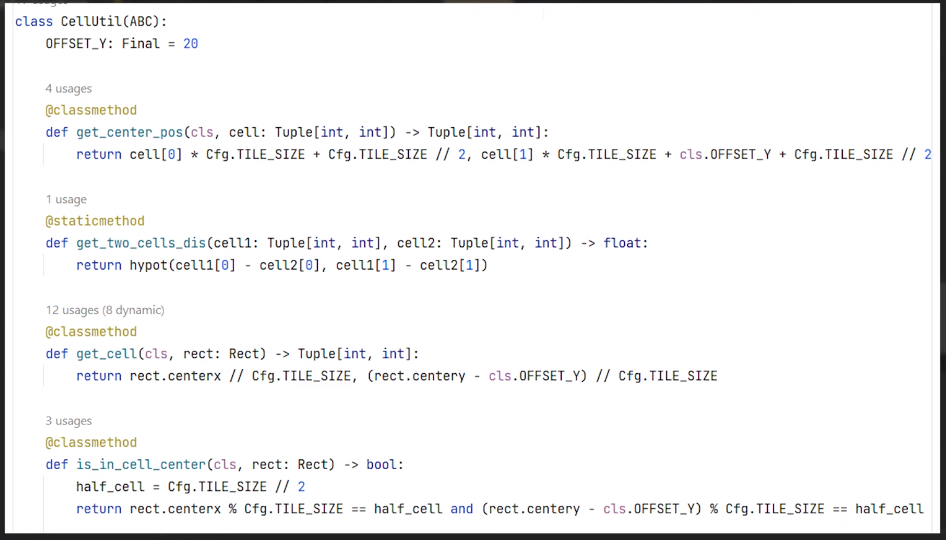 class CellUtil(ABC):
OFFSET_Y: Final = 20
4 usages
@classmethod
def get_center_pos(cls, cell: Tuple[int, int]) -> Tuple[int, int]:
return cell[0] * Cfg.TILE_SIZE + Cfg.TILE_SIZE // 2, cell[1] * Cfg.TILE_SIZE + cls.OFFSET_Y + Cfg.TILE_SIZE // 2
1 usage
@staticmethod
def get_two_cells_dis(cell1: Tuple[int, int], cell2: Tuple[int, int]) -> float:
return hypot(cell1[0] - cell2[0], cell1[1] - cell2[1])
12 usages (8 dynamic)
@classmethod
def get_cell(cls, rect: Rect) -> Tuple[int, int]:
return rect.centerx // Cfg.TILE_SIZE, (rect.centery - cls.OFFSET_Y) // Cfg.TILE_SIZE
3 usages
@classmethod
def is_in_cell_center(cls, rect: Rect) -> bool:
half_cell = Cfg.TILE_SIZE // 2
return rect.centerx % Cfg.TILE_SIZE == half_cell and (rect.centery - cls.OFFSET_Y) % Cfg.TILE_SIZE == half_cell